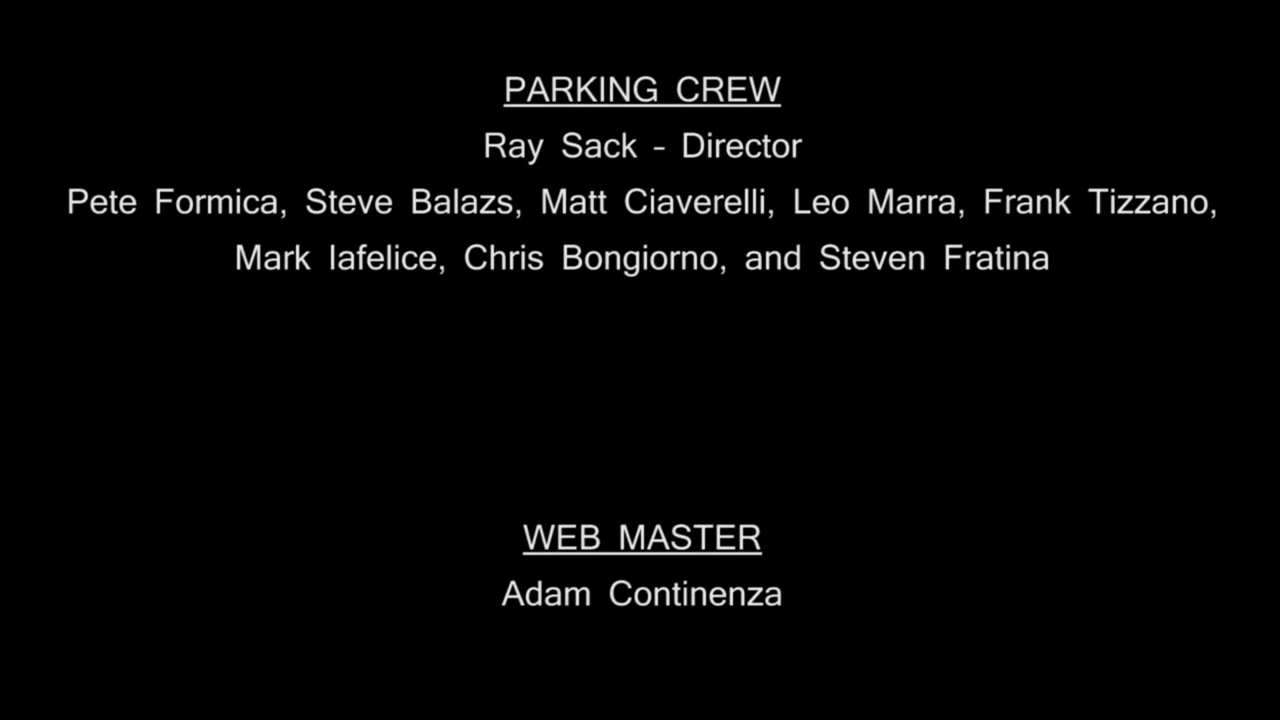 PARKING CREW
Ray Sack – Director
Pete Formica, Steve Balazs, Matt Ciaverelli, Leo Marra, Frank Tizzano,
Mark Iafelice, Chris Bongiorno, and Steven Fratina
WEB MASTER
Adam Continenza